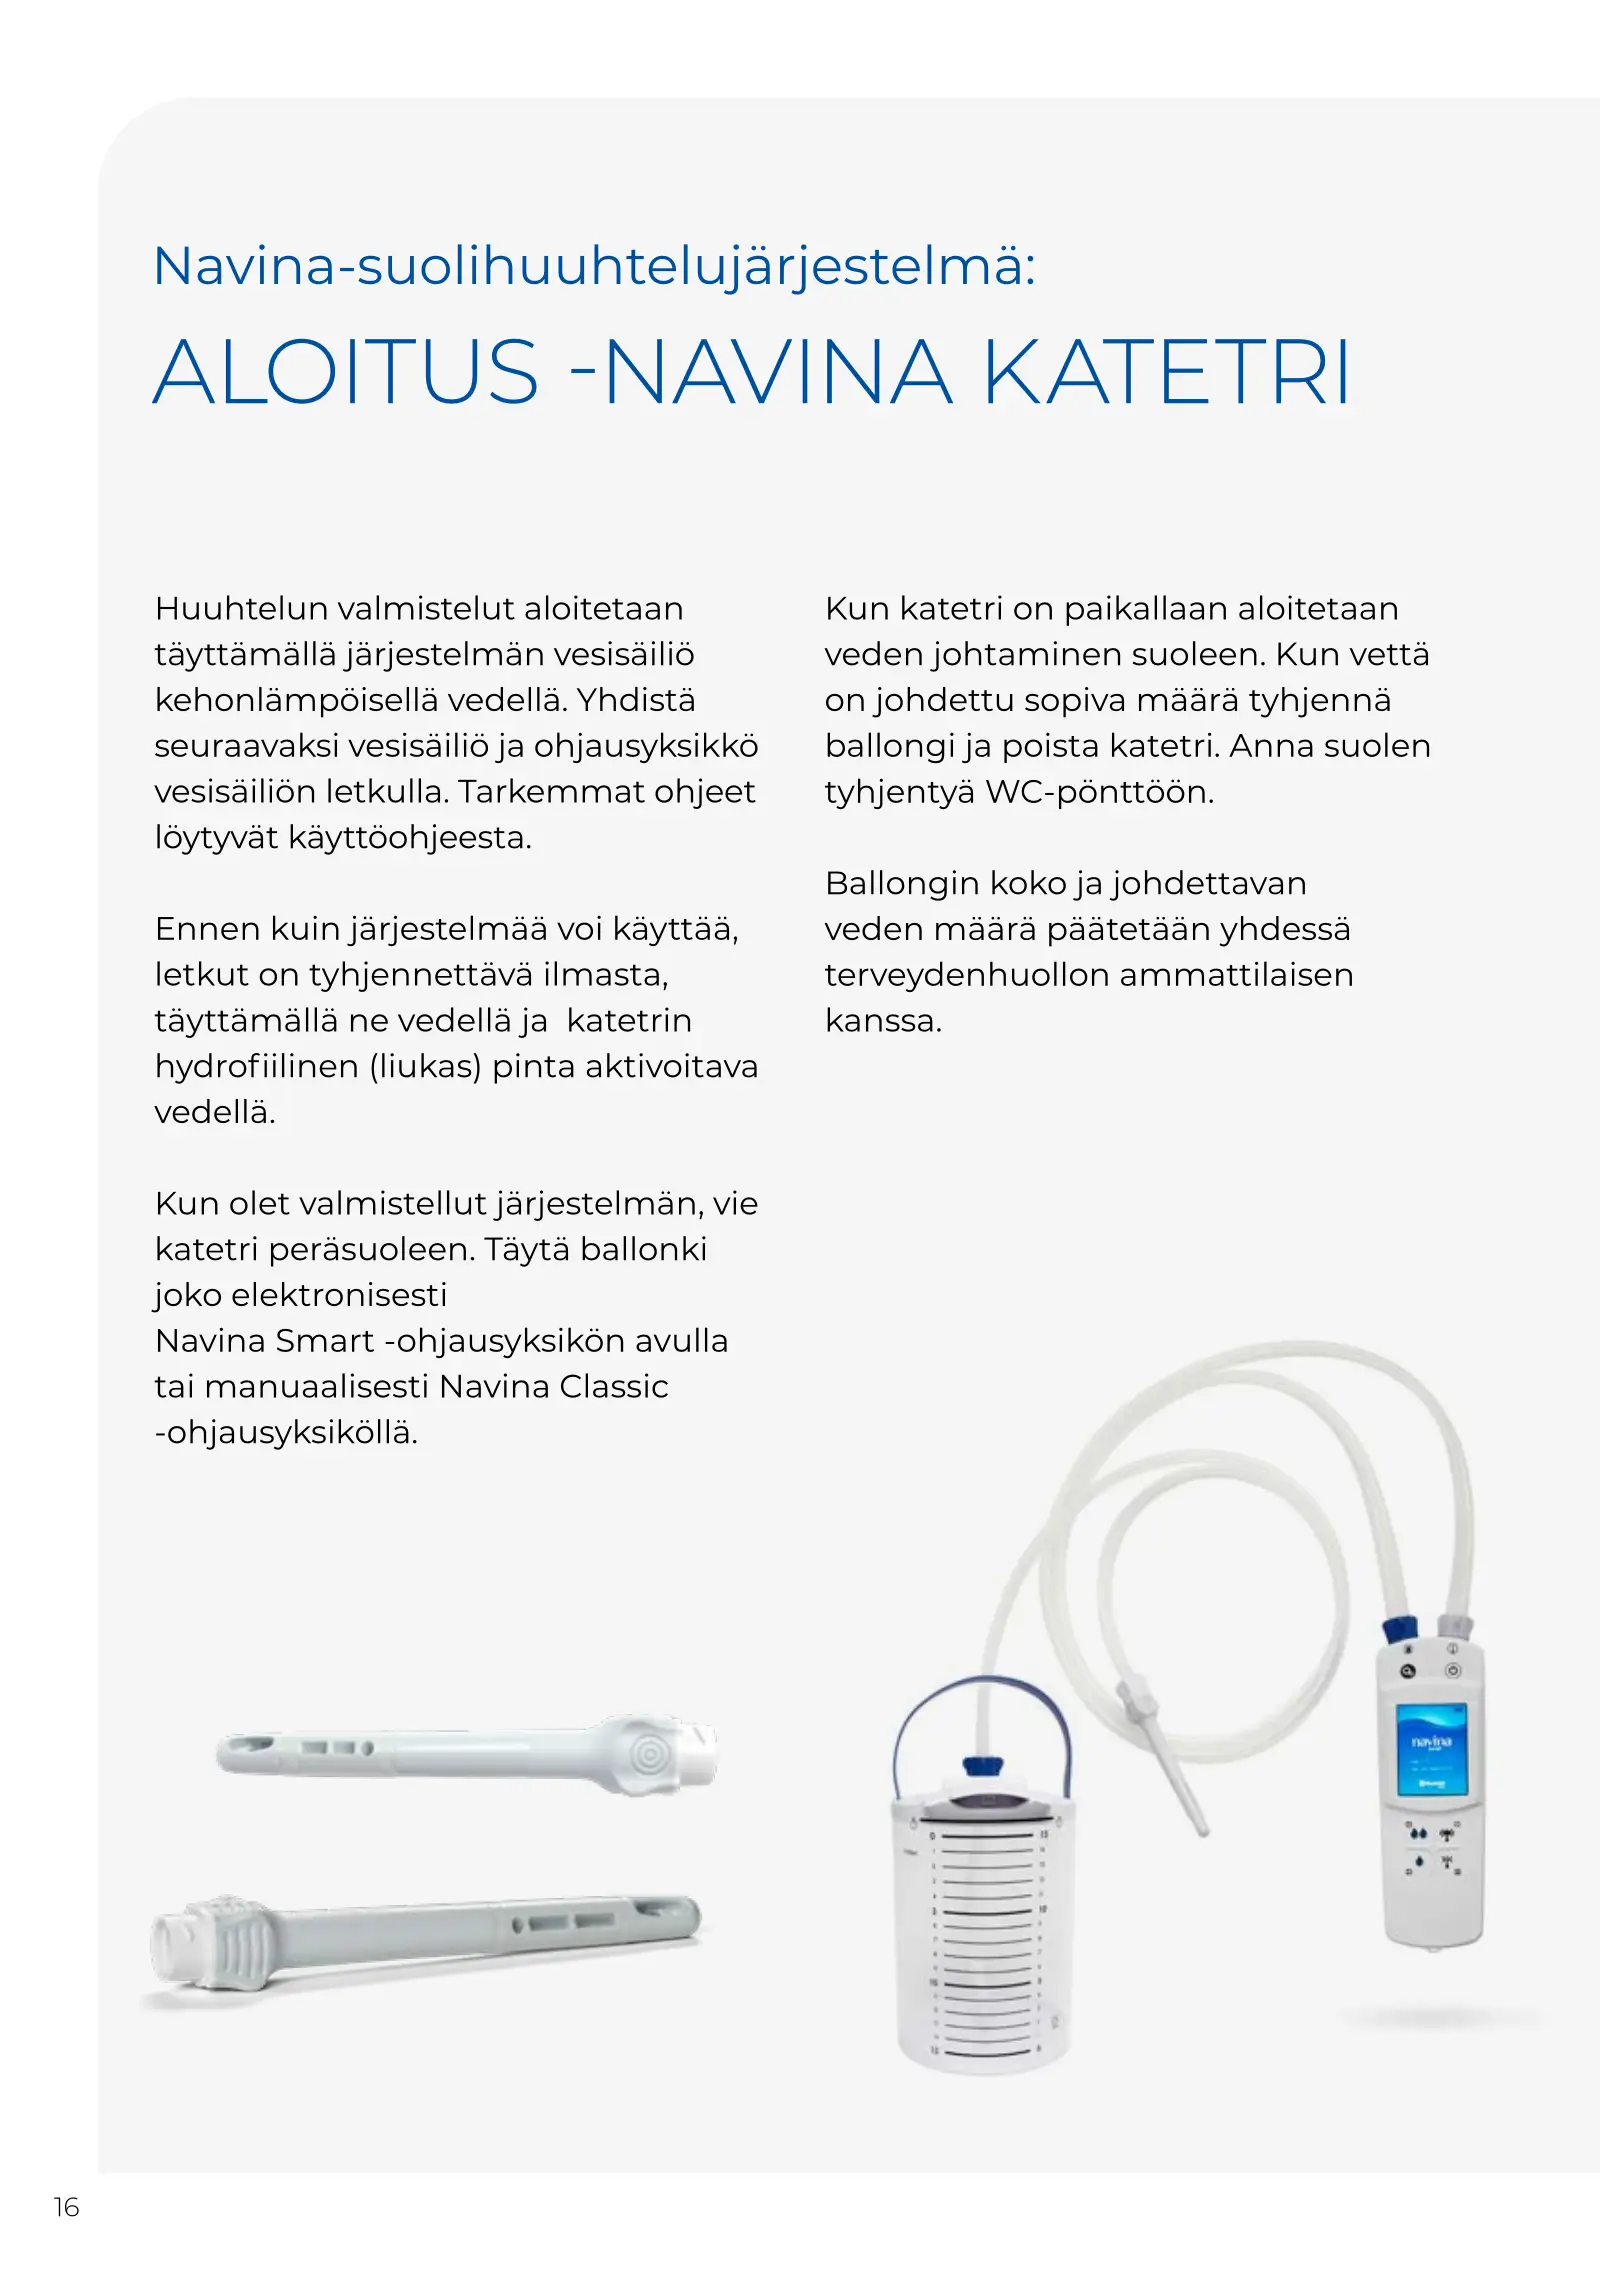 Navina-suolihuuhtelujärjestelmä:
ALOITUS -NAVINA KATETRI
Huuhtelun valmistelut aloitetaan
täyttämällä järjestelmän vesisäiliö
kehonlämpöisellä vedellä. Yhdistä
seuraavaksi vesisäiliö ja ohjausyksikkö
vesisäiliön letkulla. Tarkemmat ohjeet
löytyvät käyttöohjeesta.
Ennen kuin järjestelmää voi käyttää,
letkut on tyhjennettävä ilmasta,
täyttämällä ne vedellä ja  katetrin
hydrofiilinen (liukas) pinta aktivoitava
vedellä.
Kun olet valmistellut järjestelmän, vie
katetri peräsuoleen. Täytä ballonki
joko elektronisesti
Navina Smart -ohjausyksikön avulla
tai manuaalisesti Navina Classic
-ohjausyksiköllä.
Kun katetri on paikallaan aloitetaan
veden johtaminen suoleen. Kun vettä
on johdettu sopiva määrä tyhjennä
ballongi ja poista katetri. Anna suolen
tyhjentyä WC-pönttöön.
Ballongin koko ja johdettavan
veden määrä päätetään yhdessä
terveydenhuollon ammattilaisen
kanssa.
navina
16